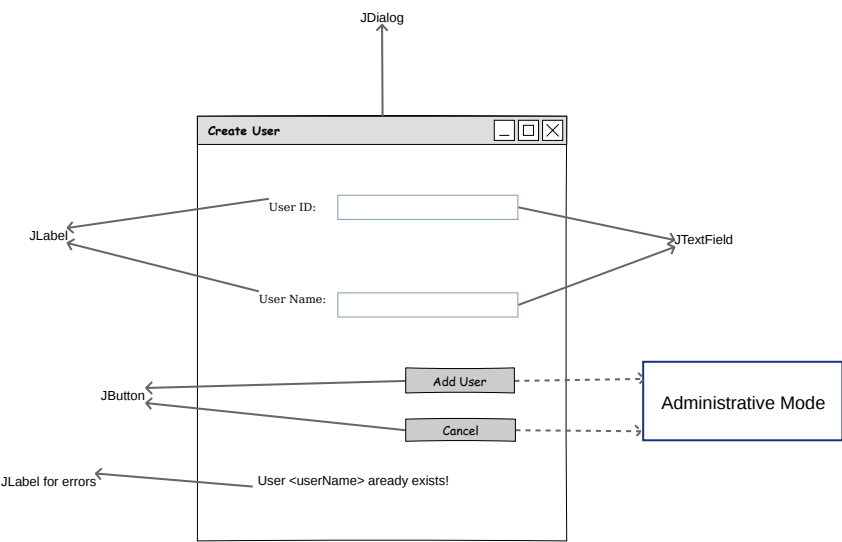 JDialog
Create User
User ID:
JLabel
JTextField
User Name:
Add User
JButton
Administrative Mode
Cancel
JLabel for errors
User <userName> aready exists!